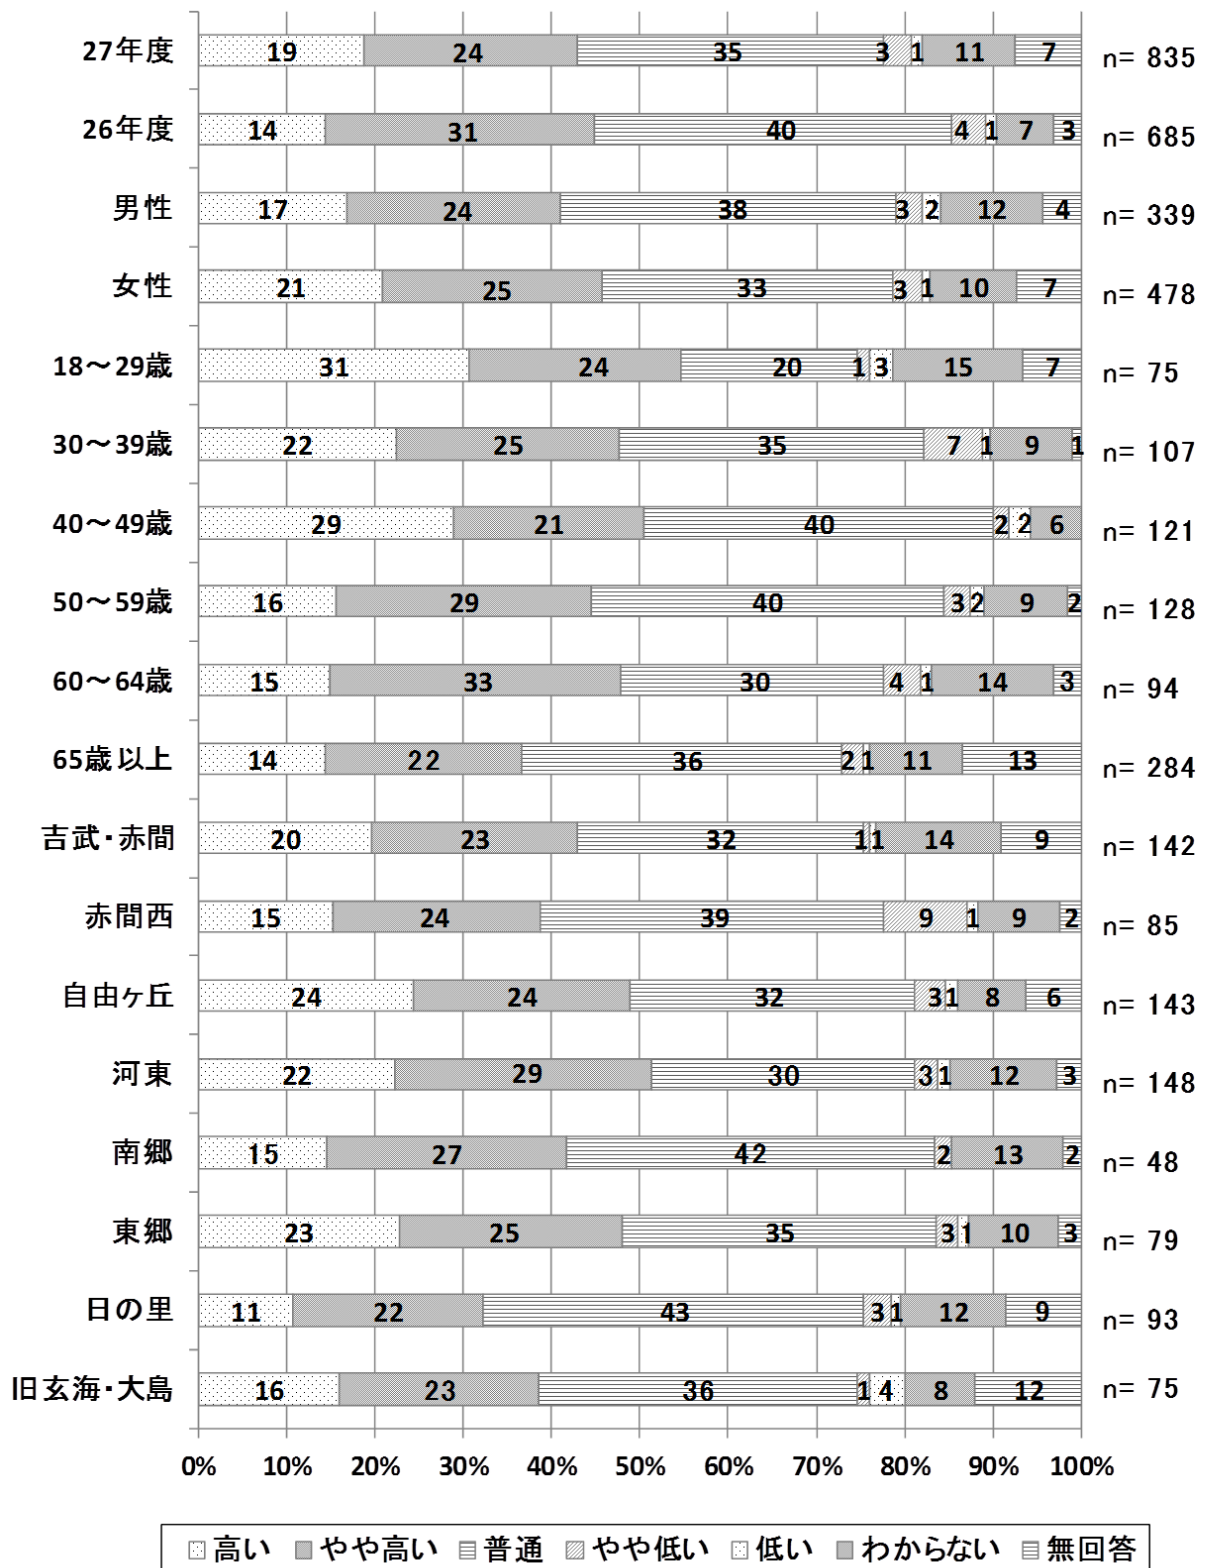 27年度 19 24 35 3 1 11 7 n= 835
26年度 14 31 40 4 1 7 3 n= 685
男性 17 24 38 3 2 12 4 n= 339
女性 21 25 33 3 1 10 7 n= 478
18～29歳 31 24 20 1 3 15 7 n= 75
30～39歳 22 25 35 7 1 9 1 n= 107
40～49歳 29 21 40 2 2 6 n= 121
50～59歳 16 29 40 3 2 9 2 n= 128
60～64歳 15 33 30 4 1 14 3 n= 94
65歳以上 14 22 36 2 1 11 13 n= 284
吉武・赤間 20 23 32 1 1 14 9 n= 142
赤間西 15 24 39 9 1 9 2 n= 85
自由ヶ丘 24 24 32 3 1 8 6 n= 143
河東 22 29 30 3 1 12 3 n= 148
南郷 15 27 42 2 13 2 n= 48
東郷 23 25 35 3 1 10 3 n= 79
日の里 11 22 43 3 1 12 9 n= 93
旧玄海・大島 16 23 36 1 4 8 12 n= 75
0% 10% 20% 30% 40% 50% 60% 70% 80% 90% 100%
高い やや高い 普通 やや低い 低い わからない 無回答